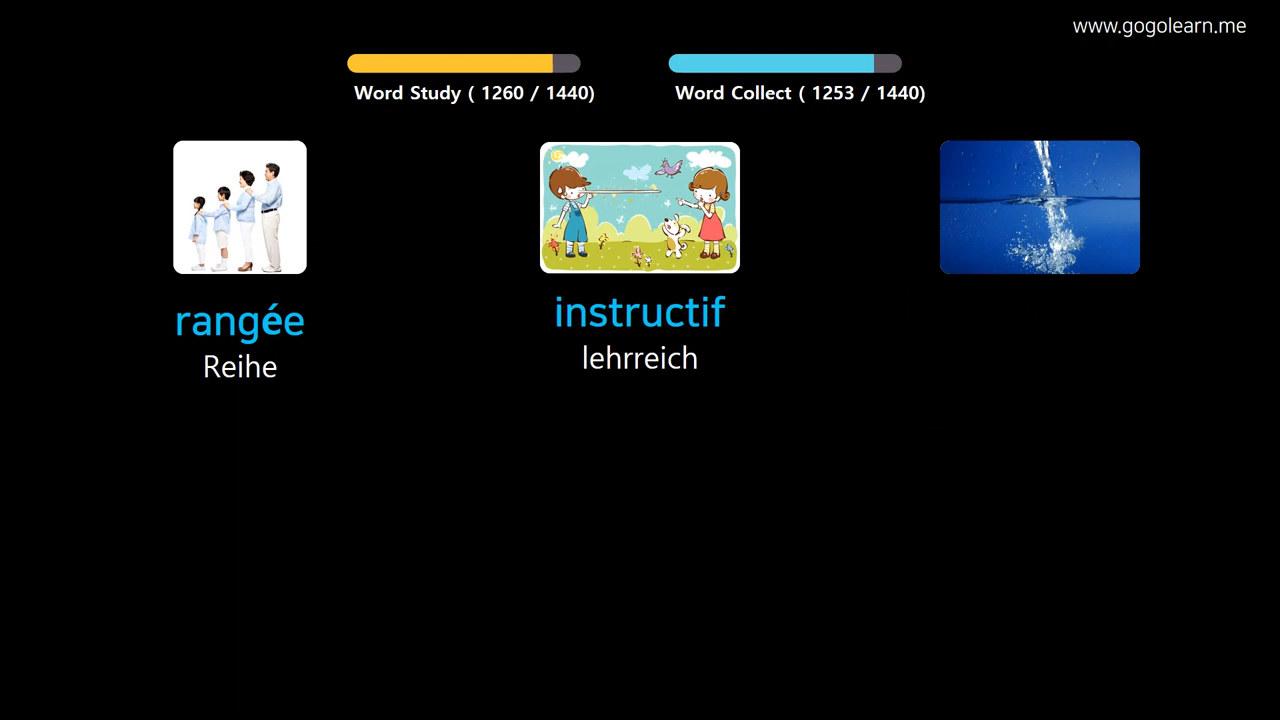 www.gogolearn.me
Word Study ( 1260 / 1440)
Word Collect ( 1253 / 1440)
rangée
Reihe
instructif
lehrreich